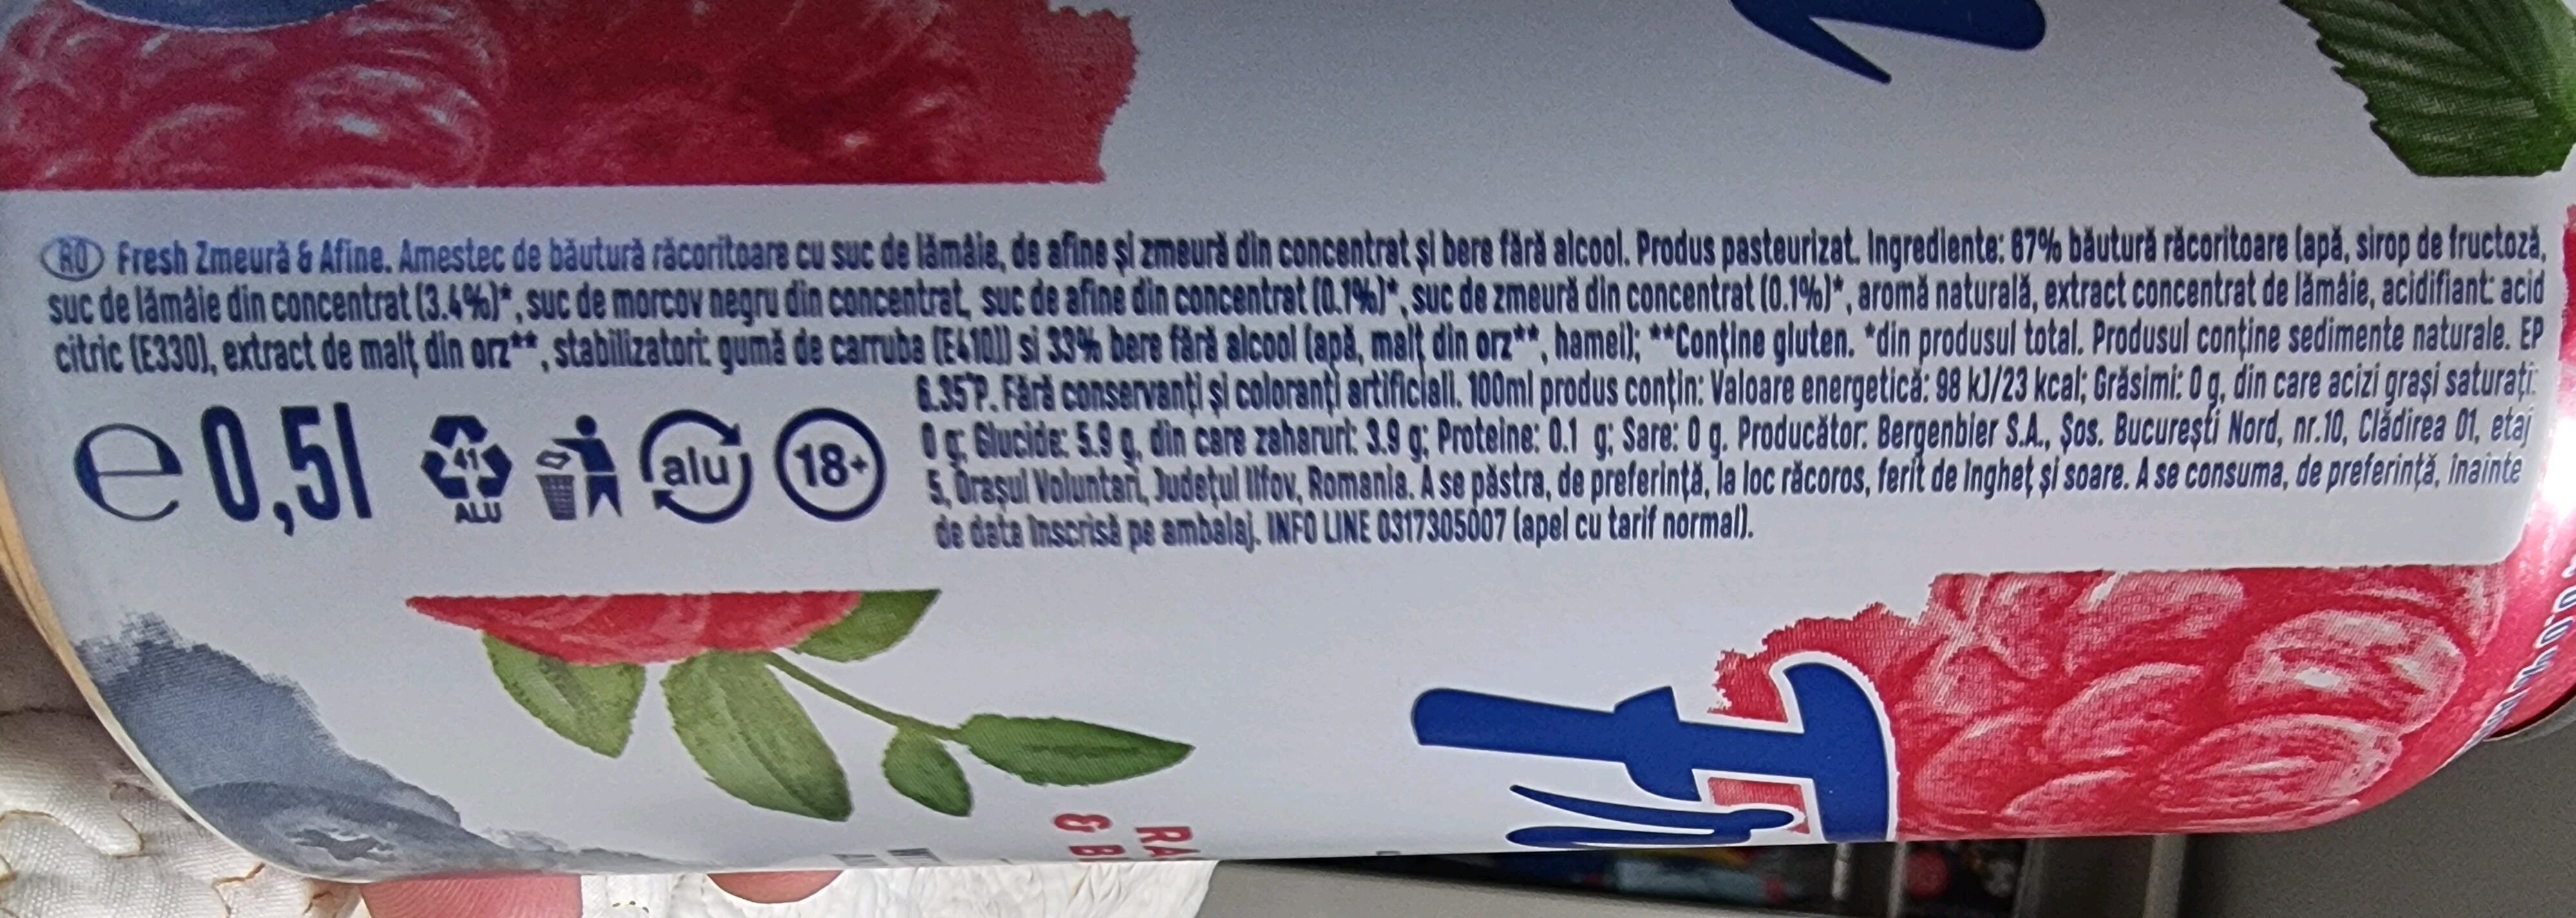 RO Fresh Zmeură & Afine. Amestec de băutură răcoritoare cu suc de lămâie, de afine și zmeură din concentrat și bere fără alcool. Produs pasteurizat. Ingrediente: 67% băutură răcoritoare (apă, sirop de fructoză,
suc de lămâie din concentrat (3.4%)*, suc de morcov negru din concentrat, suc de afine din concentrat (0.1%)*, suc de zmeură din concentrat (0.1%)*, aromă naturală, extract concentrat de lămâie, acidifiant: acid
citric (E330), extract de malț din orz**, stabilizatori: gumă de carruba (E410)) si 33% bere fără alcool (apă, malț din orz**, hamei); **Conține gluten. *din produsul total. Produsul conține sedimente naturale. EP
6.35°P. Fără conservanți și coloranți artificiali. 100ml produs conțin: Valoare energetică: 98 kJ/23 kcal; Grăsimi: 0 g, din care acizi grași saturați:
0 g; Glucide: 5.9 g, din care zaharuri: 3.9 g; Proteine: 0.1 g; Sare: 0 g. Producător: Bergenbier S.A., Șos. București Nord, nr.10, Clădirea 01, etaj
5, Orașul Voluntari, Județul Ilfov, Romania. A se păstra, de preferință, la loc răcoros, ferit de îngheț și soare. A se consuma, de preferință, înainte
de data înscrisă pe ambalaj. INFO LINE 0317305007 (apel cu tarif normal).
e 0,5l
41
ALU
alu
18+
RA
& B